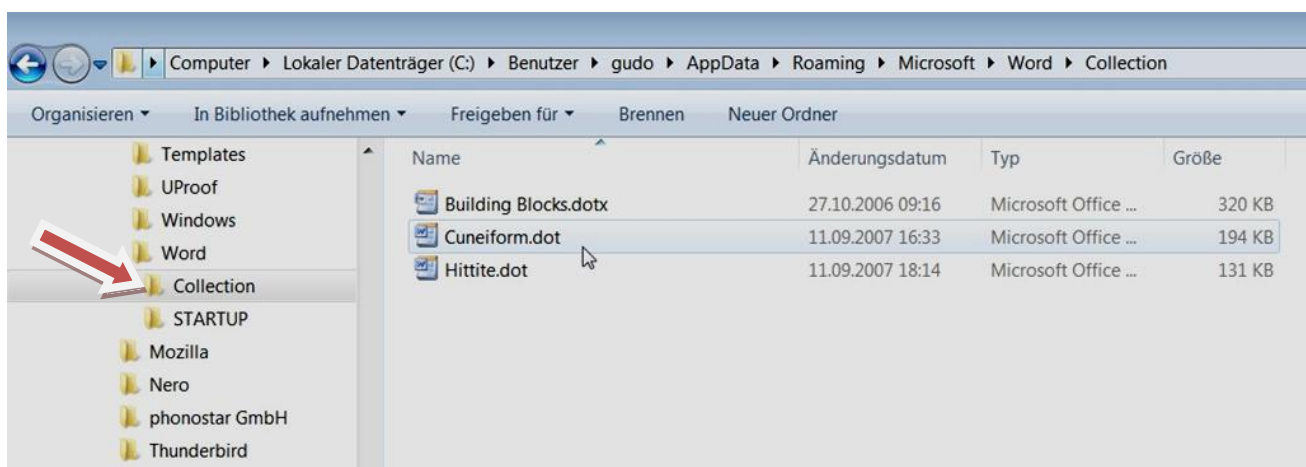 Computer ▸ Lokaler Datenträger (C:) ▸ Benutzer ▸ gudo ▸ AppData ▸ Roaming ▸ Microsoft ▸ Word ▸ Collection
Organisieren In Bibliothek aufnehmen Freigeben für Brennen Neuer Ordner
Templates
UProof
Windows
Word
Collection
STARTUP
Mozilla
Nero
phonostar GmbH
Thunderbird
Name Änderungsdatum Typ Größe
Building Blocks.dotx 27.10.2006 09:16 Microsoft Office ... 320 KB
Cuneiform.dot 11.09.2007 16:33 Microsoft Office ... 194 KB
Hittite.dot 11.09.2007 18:14 Microsoft Office ... 131 KB